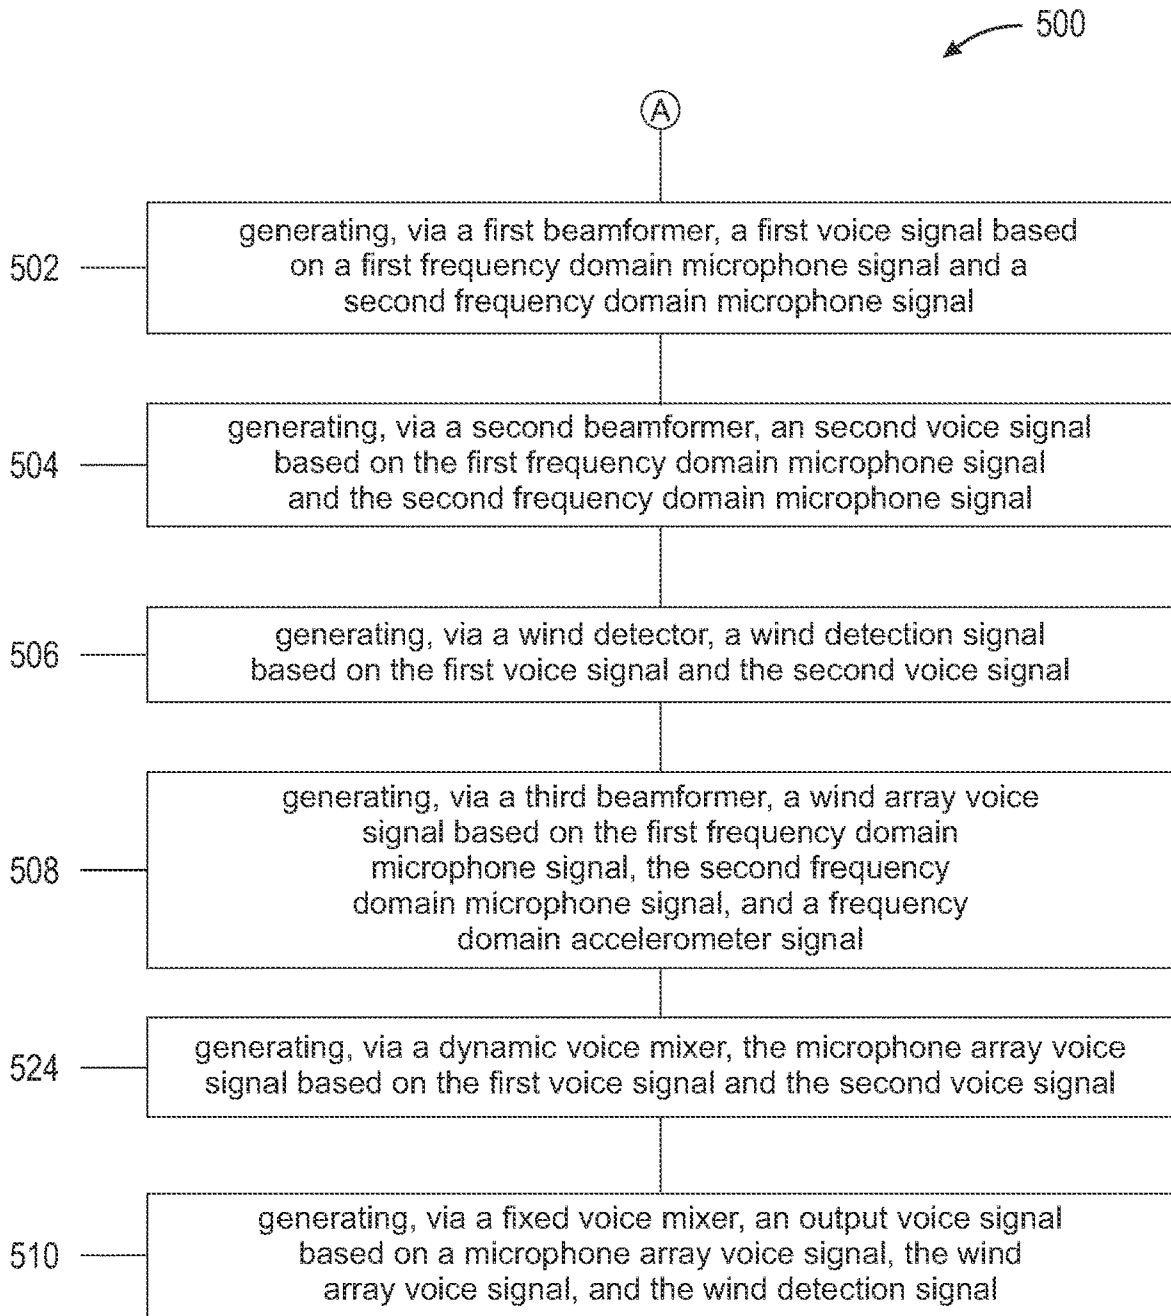 500
A
502
generating, via a first beamformer, a first voice signal based
on a first frequency domain microphone signal and a
second frequency domain microphone signal
504
generating, via a second beamformer, an second voice signal
based on the first frequency domain microphone signal
and the second frequency domain microphone signal
506
generating, via a wind detector, a wind detection signal
based on the first voice signal and the second voice signal
508
generating, via a third beamformer, a wind array voice
signal based on the first frequency domain
microphone signal, the second frequency
domain microphone signal, and a frequency
domain accelerometer signal
524
generating, via a dynamic voice mixer, the microphone array voice
signal based on the first voice signal and the second voice signal
510
generating, via a fixed voice mixer, an output voice signal
based on a microphone array voice signal, the wind
array voice signal, and the wind detection signal